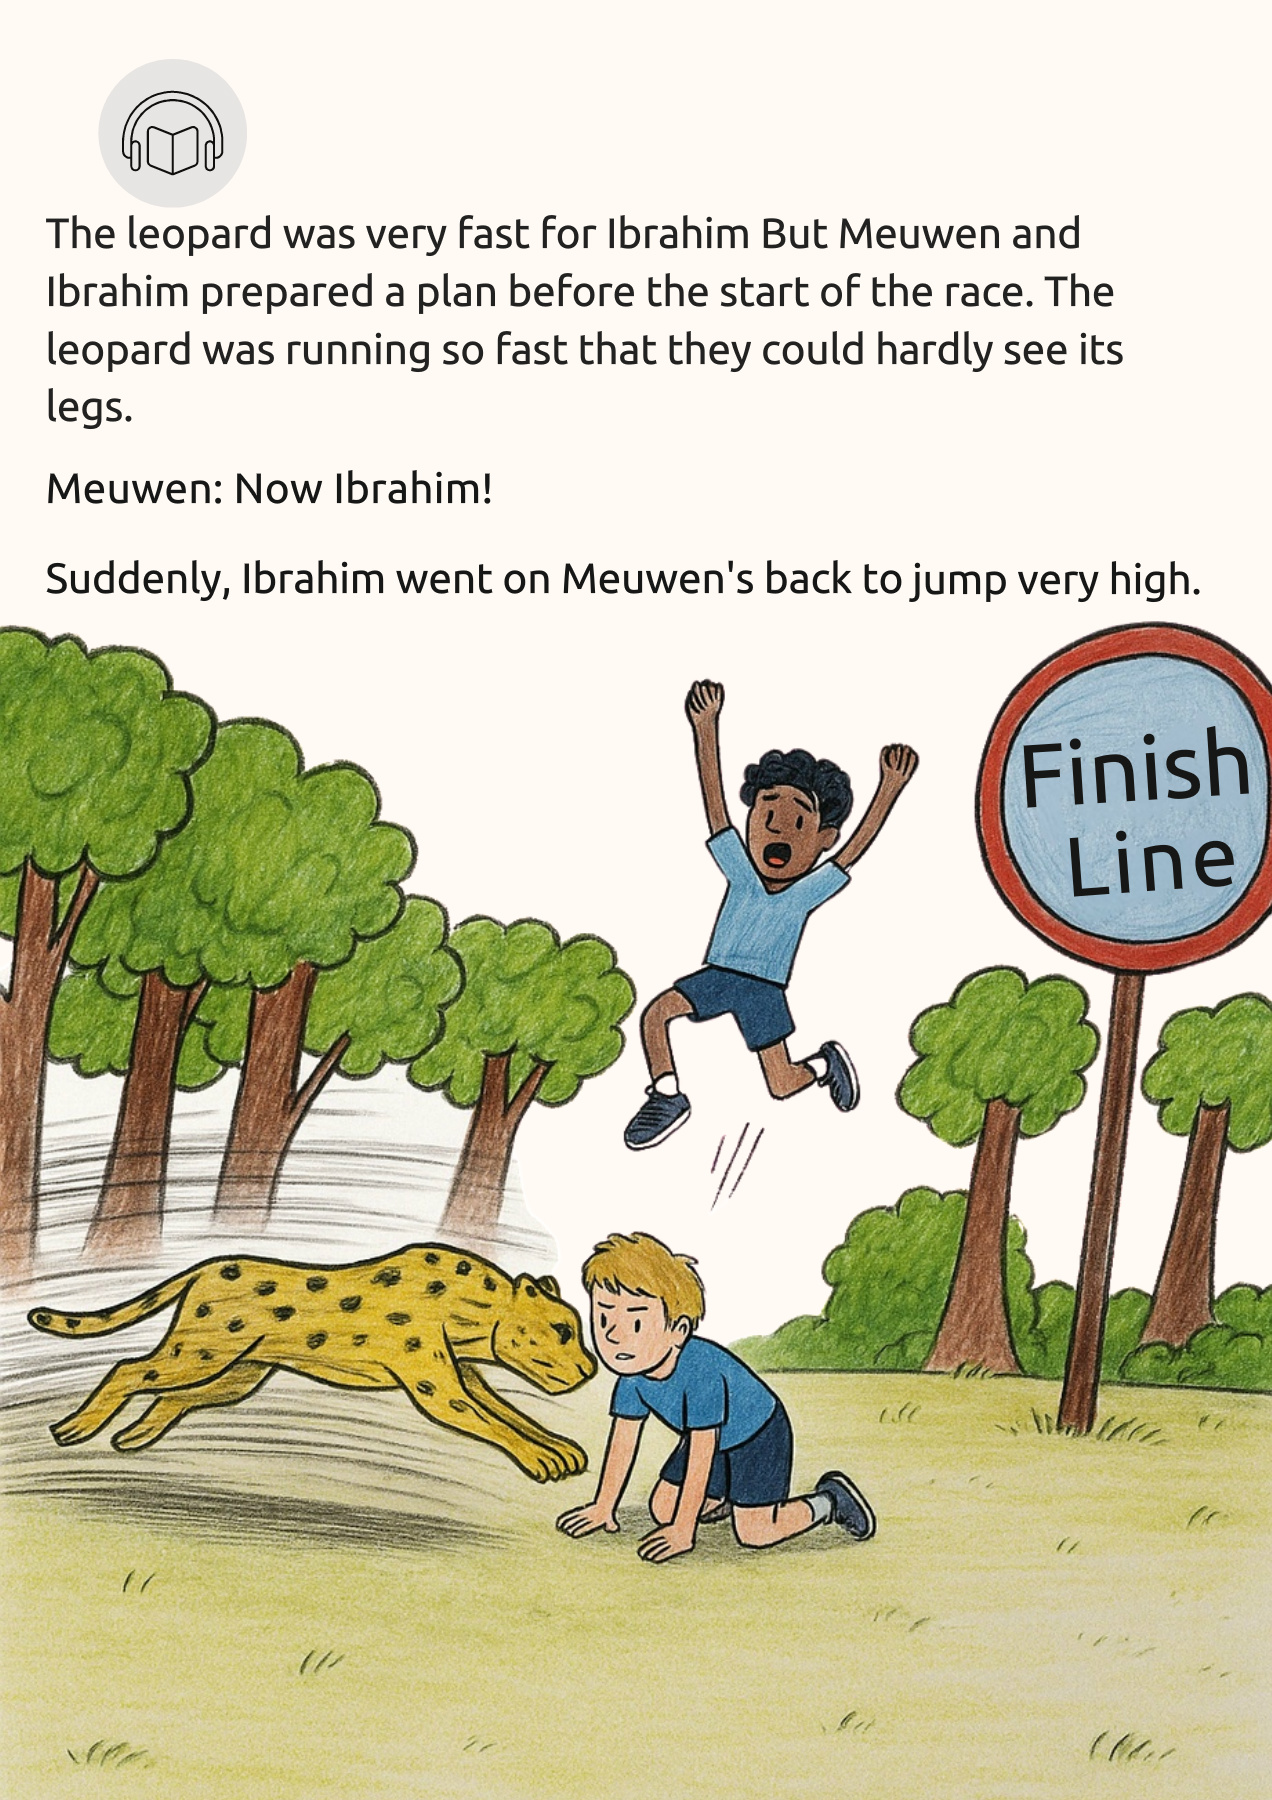 The leopard was very fast for Ibrahim But Meuwen and
Ibrahim prepared a plan before the start of the race. The
leopard was running so fast that they could hardly see its
legs.
Meuwen: Now Ibrahim!
Suddenly, Ibrahim went on Meuwen's back to jump very high.
Finish
Line